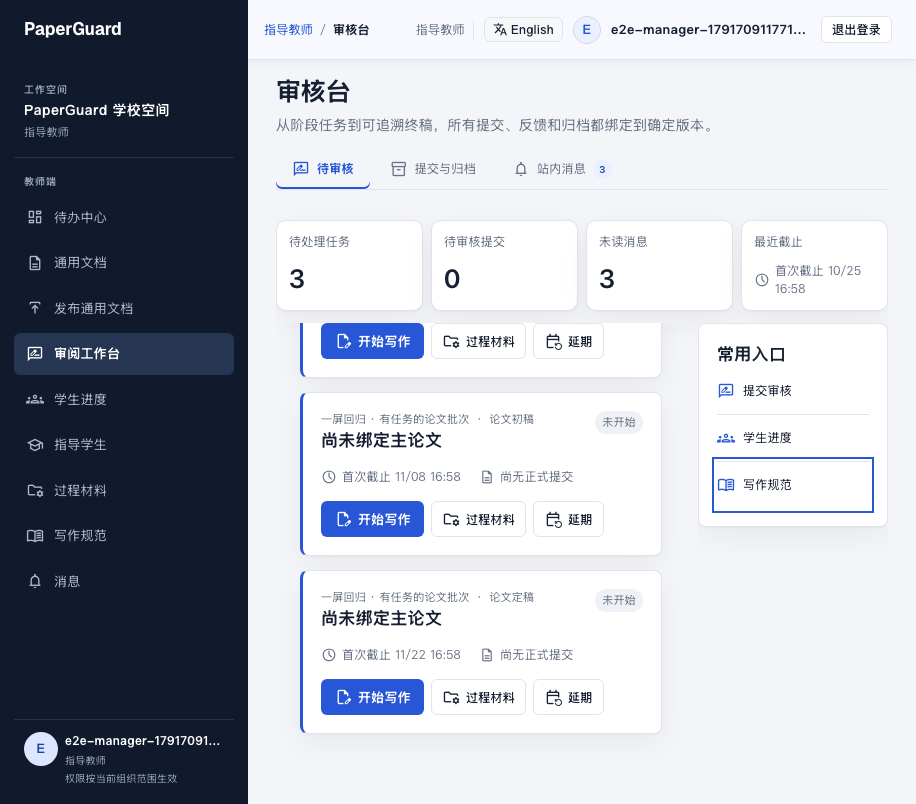 PaperGuard
工作空间
PaperGuard 学校空间
指导教师
教师端
待办中心
通用文档
发布通用文档
审阅工作台
学生进度
指导学生
过程材料
写作规范
消息
E
e2e-manager-17917091...
指导教师
权限按当前组织范围生效
指导教师 / 审核台
指导教师
English
E
e2e-manager-179170911771...
退出登录
审核台
从阶段任务到可追溯终稿，所有提交、反馈和归档都绑定到确定版本。
待审核
提交与归档
站内消息 3
待处理任务
3
待审核提交
0
未读消息
3
最近截止
首次截止 10/25
16:58
开始写作
过程材料
延期
一屏回归 · 有任务的论文批次 · 论文初稿
未开始
尚未绑定主论文
首次截止 11/08 16:58
尚无正式提交
开始写作
过程材料
延期
一屏回归 · 有任务的论文批次 · 论文定稿
未开始
尚未绑定主论文
首次截止 11/22 16:58
尚无正式提交
开始写作
过程材料
延期
常用入口
提交审核
学生进度
写作规范